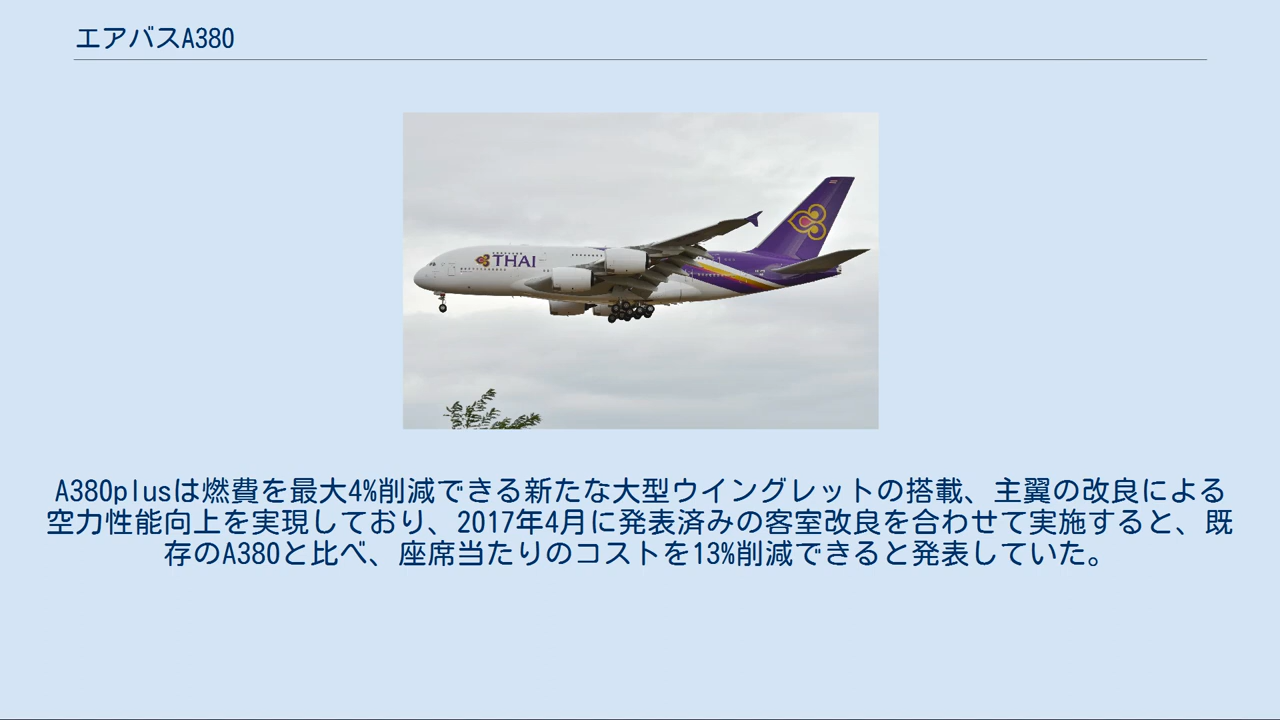 エアバスA380
THAI
A380plusは燃費を最大4%削減できる新たな大型ウイングレットの搭載、主翼の改良による
空力性能向上を実現しており、2017年4月に発表済みの客室改良を合わせて実施すると、既
存のA380と比べ、座席当たりのコストを13%削減できると発表していた。